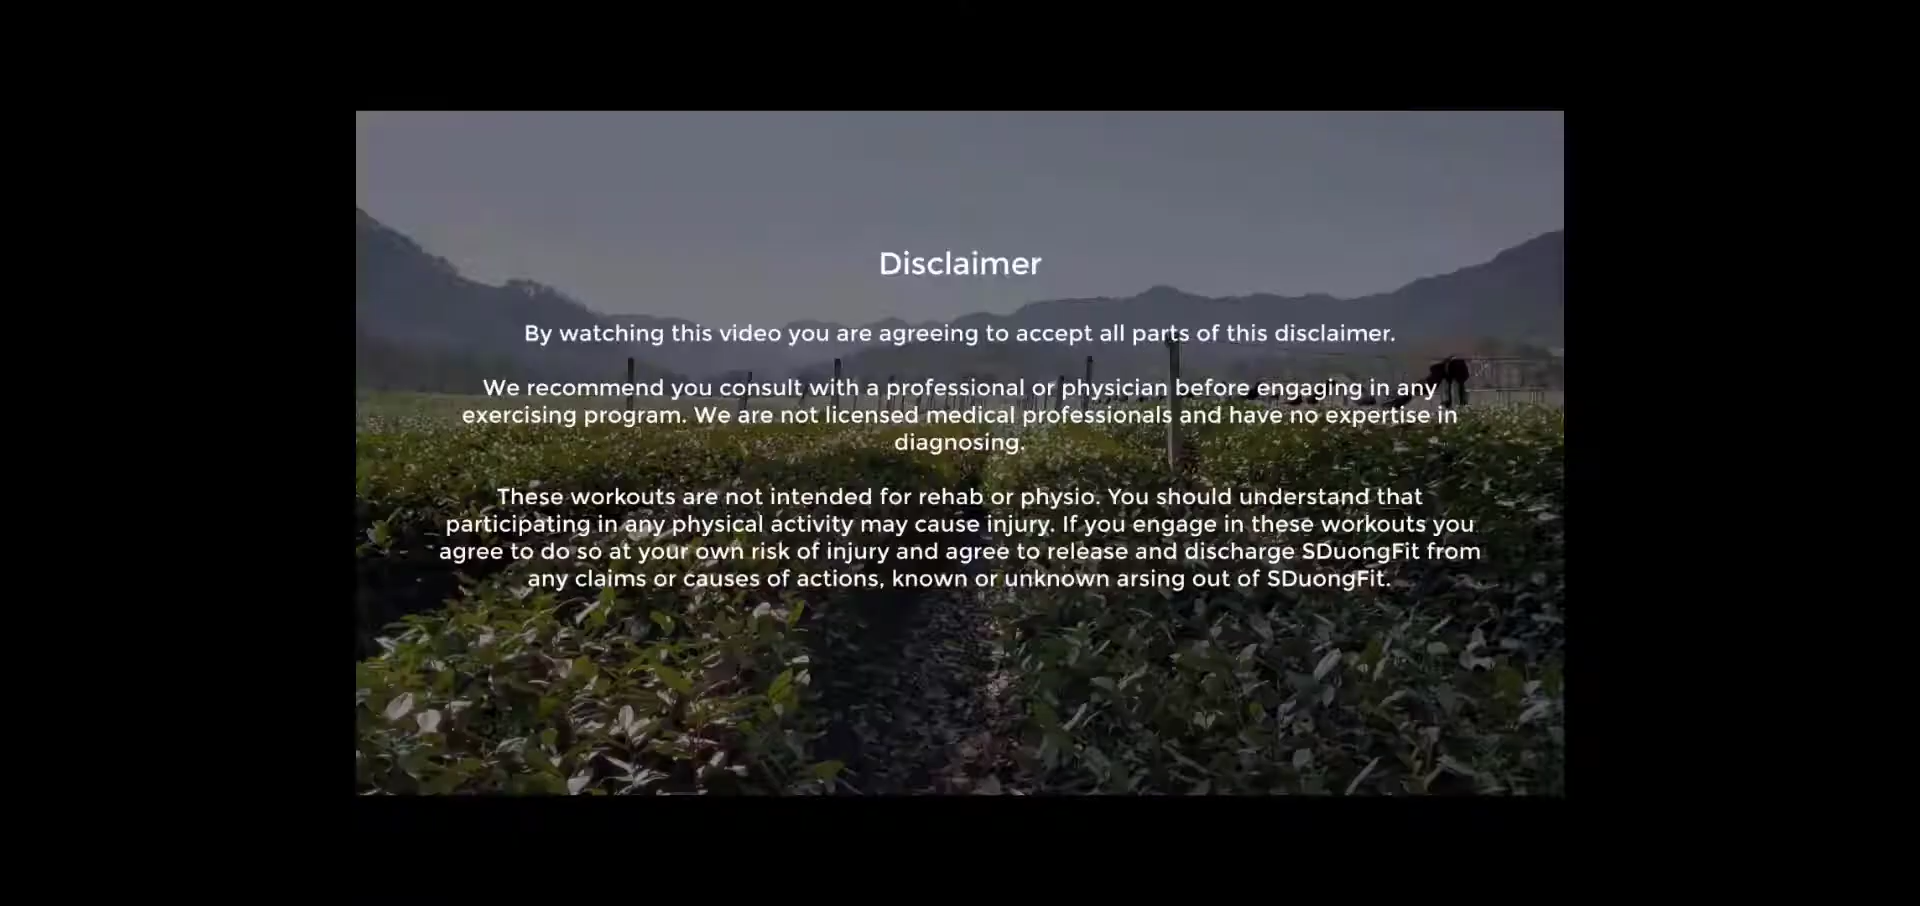 Disclaimer
By watching this video you are agreeing to accept all parts of this disclaimer.
We recommend you consult with a professional or physician before engaging in any
exercising program. We are not licensed medical professionals and have no expertise in
diagnosing.
These workouts are not intended for rehab or physio. You should understand that
participating in any physical activity may cause injury. If you engage in these workouts you
agree to do so at your own risk of injury and agree to release and discharge SDuongFit from
any claims or causes of actions, known or unknown arsing out of SDuongFit.